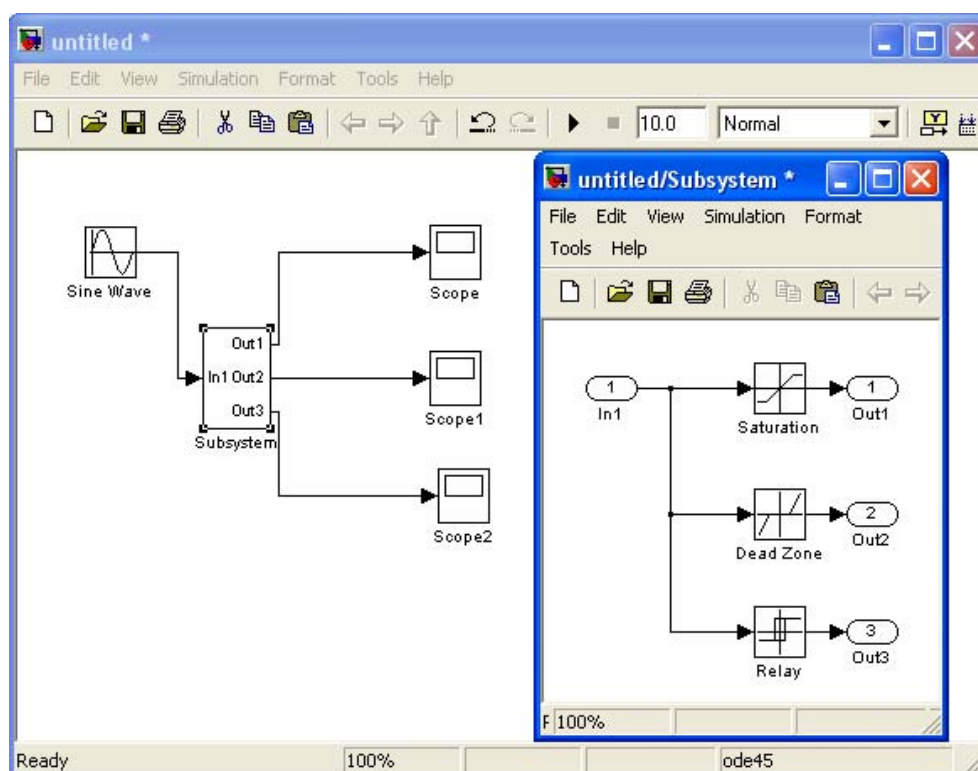 untitled *
File Edit View Simulation Format Tools Help
10.0 Normal
Sine Wave
Scope
Out1
In1 Out2
Out3
Subsystem
Scope1
Scope2
untitled/Subsystem *
File Edit View Simulation Format
Tools Help
1
In1
Saturation
1
Out1
Dead Zone
2
Out2
Relay
3
Out3
F 100%
Ready 100% ode45